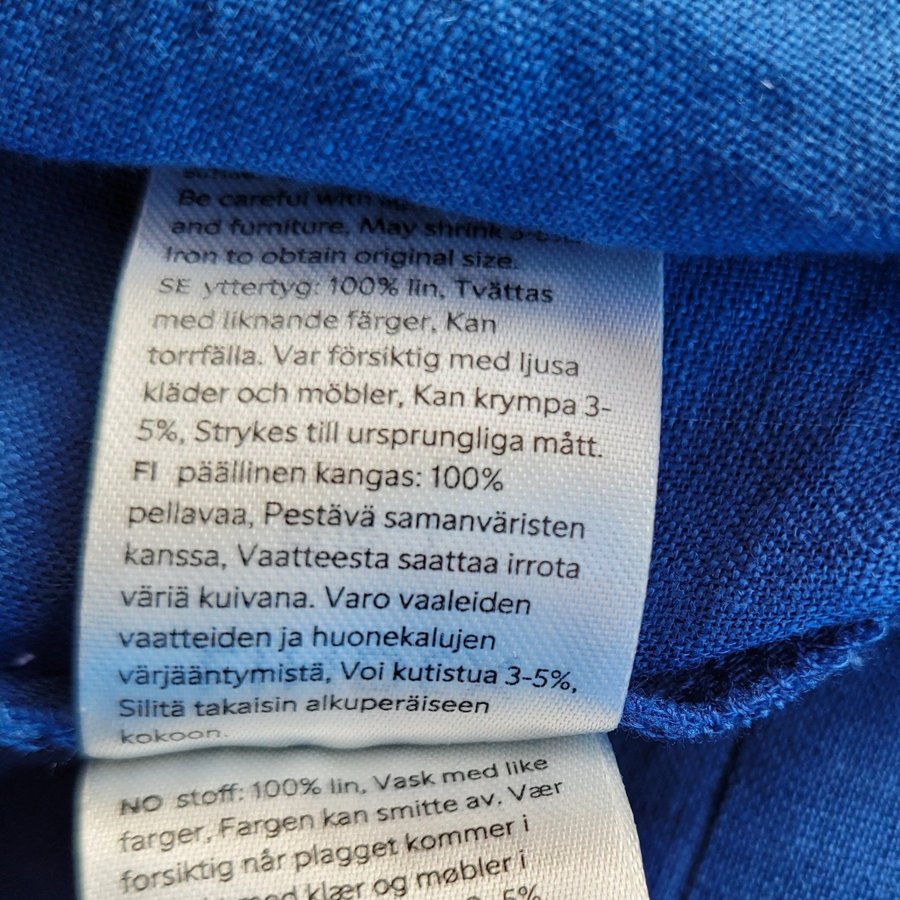 Be careful with
and furniture, May shrink 3-5%,
Iron to obtain original size.
SE yttertyg: 100% lin, Tvättas
med liknande färger, Kan
torrfälla. Var försiktig med ljusa
kläder och möbler, Kan krympa 3-
5%, Strykes till ursprungliga mått.
FI päällinen kangas: 100%
pellavaa, Pestävä samanväristen
kanssa, Vaatteesta saattaa irrota
väriä kuivana. Varo vaaleiden
vaatteiden ja huonekalujen
värjääntymistä, Voi kutistua 3-5%,
Silitä takaisin alkuperäiseen
kokoon.
NO stoff: 100% lin, Vask med like
farger, Fargen kan smitte av. Vær
forsiktig når plagget kommer i
med klær og møbler i
5%